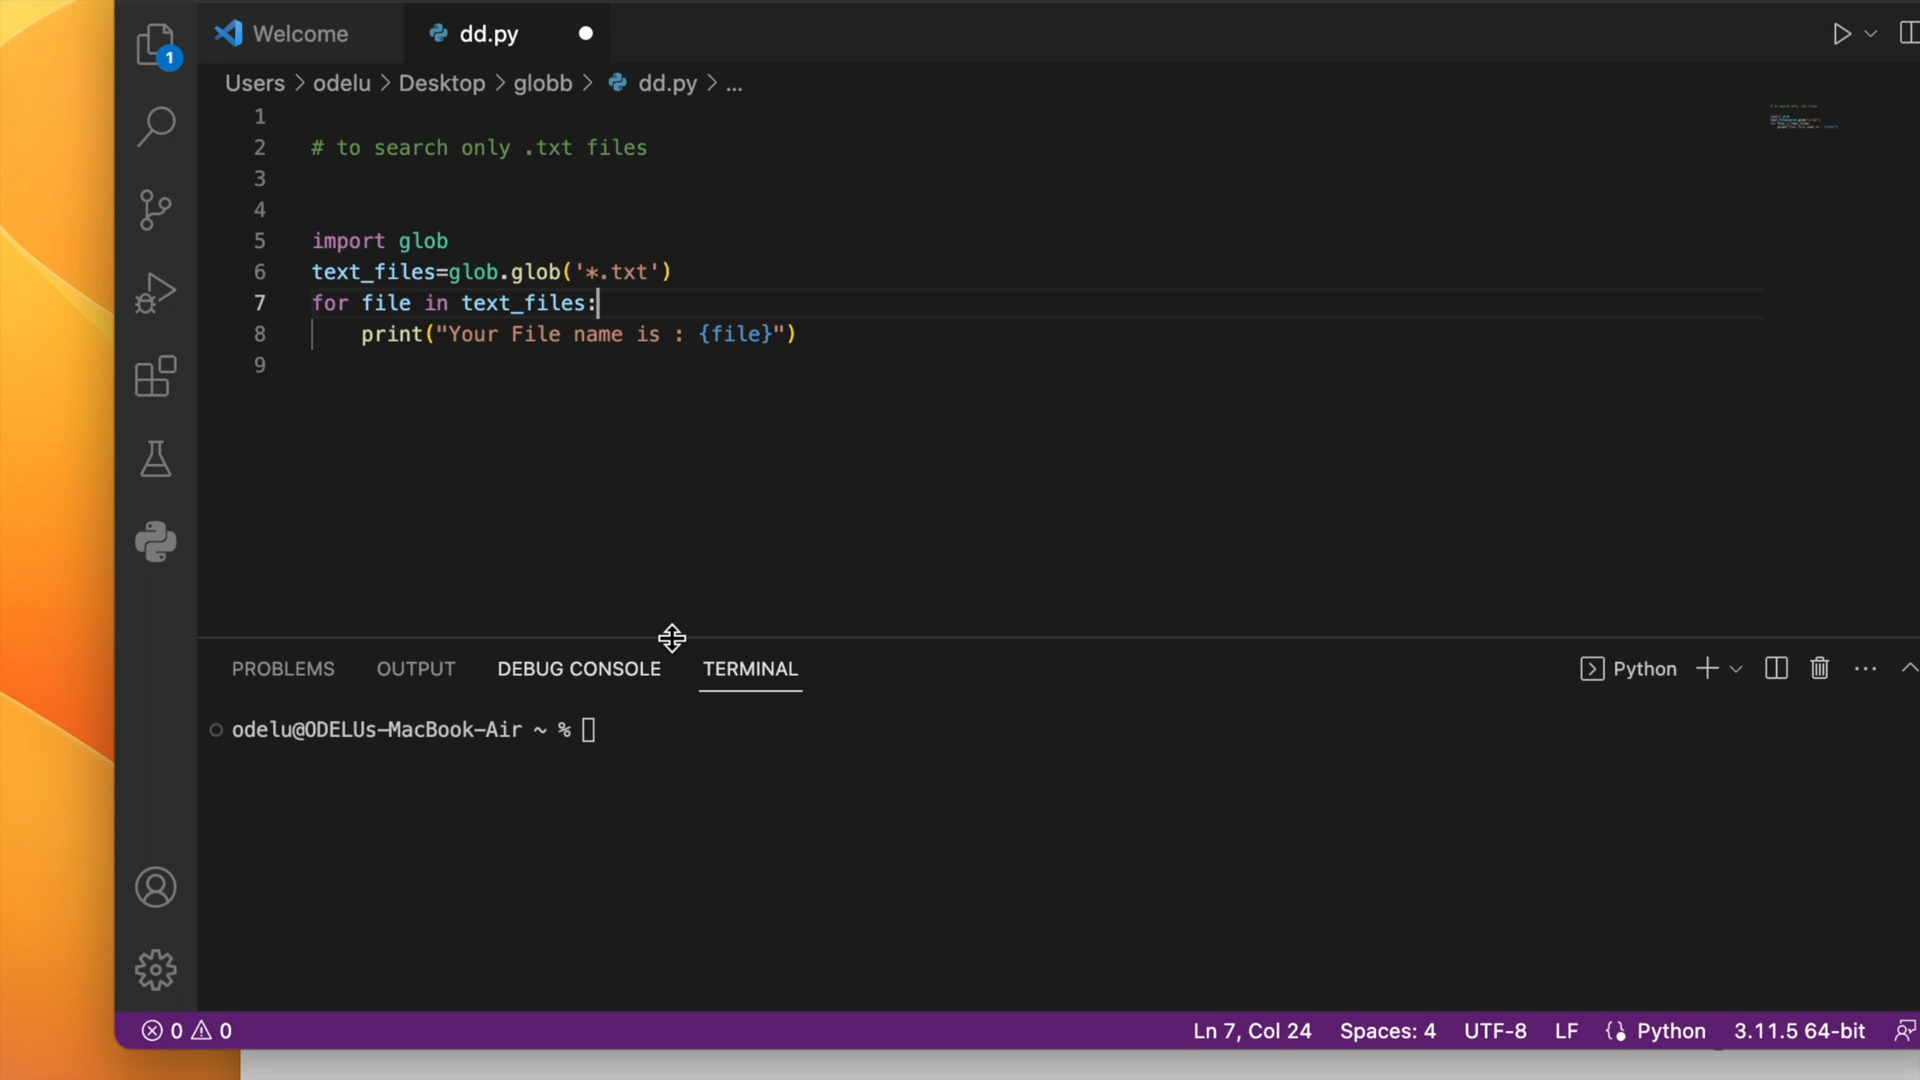 Welcome
dd.py
1
Users > odelu > Desktop > globb > dd.py > ...
1
2 # to search only .txt files
3
4
5 import glob
6 text_files=glob.glob('*.txt')
7 for file in text_files:
8 print("Your File name is : {file}")
9
PROBLEMS OUTPUT DEBUG CONSOLE TERMINAL Python
odelu@ODELUs-MacBook-Air ~ %
0 0 Ln 7, Col 24 Spaces: 4 UTF-8 LF Python 3.11.5 64-bit